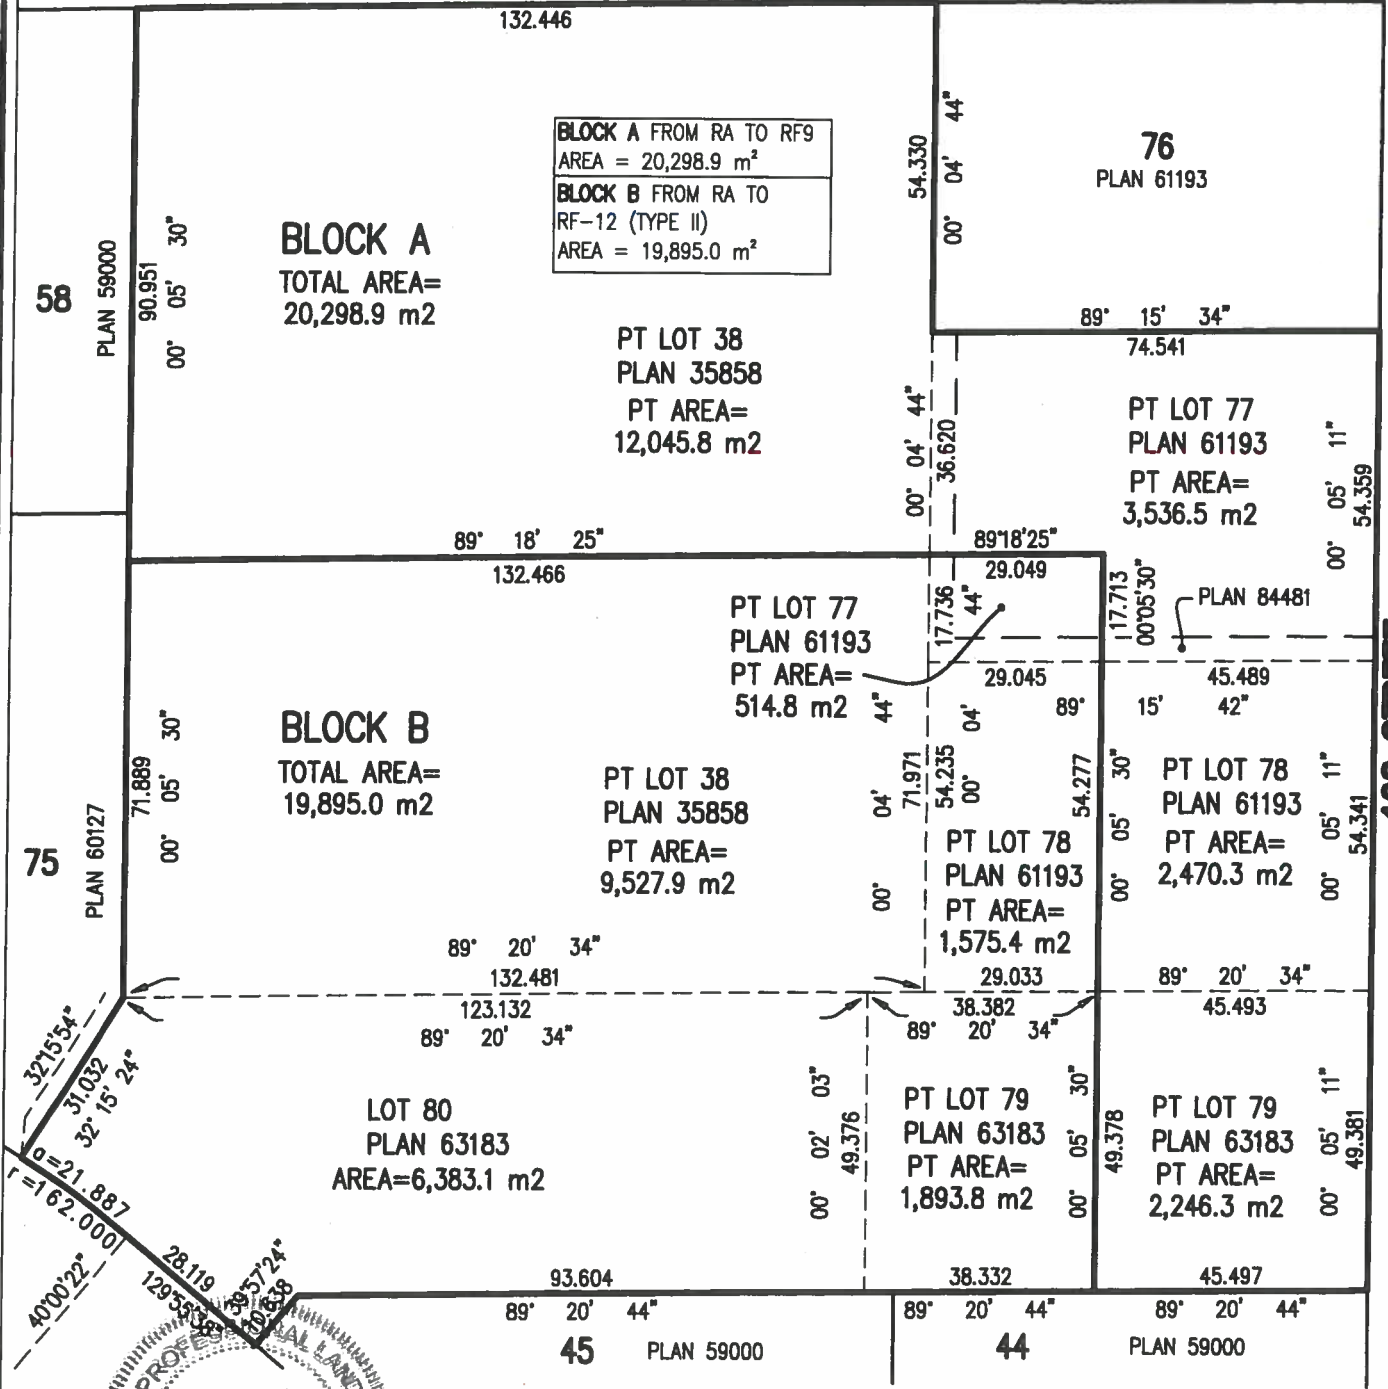 132.446
BLOCK A FROM RA TO RF9
AREA = 20,298.9 m²
BLOCK B FROM RA TO
RF-12 (TYPE II)
AREA = 19,895.0 m²
54.330
00° 04' 44"
76
PLAN 61193
BLOCK A
TOTAL AREA=
20,298.9 m2
58
PLAN 59000
90.951
00° 05' 30"
89° 15' 34"
74.541
PT LOT 38
PLAN 35858
PT AREA=
12,045.8 m2
00° 04' 44"
36.620
PT LOT 77
PLAN 61193
PT AREA=
3,536.5 m2
00° 05' 11"
54.359
89° 18' 25"
132.466
89°18'25"
29.049
PT LOT 77
PLAN 61193
PT AREA=
514.8 m2
17.736
44"
17.713
00°05'30"
PLAN 84481
29.045
45.489
89° 15' 42"
BLOCK B
TOTAL AREA=
19,895.0 m2
75
PLAN 60127
71.889
00° 05' 30"
PT LOT 38
PLAN 35858
PT AREA=
9,527.9 m2
00° 04' 44"
71.971
54.235
00° 04'
54.277
00° 05' 30"
PT LOT 78
PLAN 61193
PT AREA=
1,575.4 m2
PT LOT 78
PLAN 61193
PT AREA=
2,470.3 m2
00° 05' 11"
54.341
89° 20' 34"
132.481
29.033
89° 20' 34"
123.132
89° 20' 34"
38.382
89° 20' 34"
45.493
32°15'54"
31.032
32° 15' 24"
LOT 80
PLAN 63183
AREA=6,383.1 m2
00° 02' 03"
49.376
PT LOT 79
PLAN 63183
PT AREA=
1,893.8 m2
00° 05' 30"
49.378
PT LOT 79
PLAN 63183
PT AREA=
2,246.3 m2
00° 05' 11"
49.381
a=21.887
r=162.000
40°00'22"
28.119
129°55'38"
39°57'24"
10.638
93.604
89° 20' 44"
38.332
89° 20' 44"
45.497
89° 20' 44"
45 PLAN 59000
44 PLAN 59000